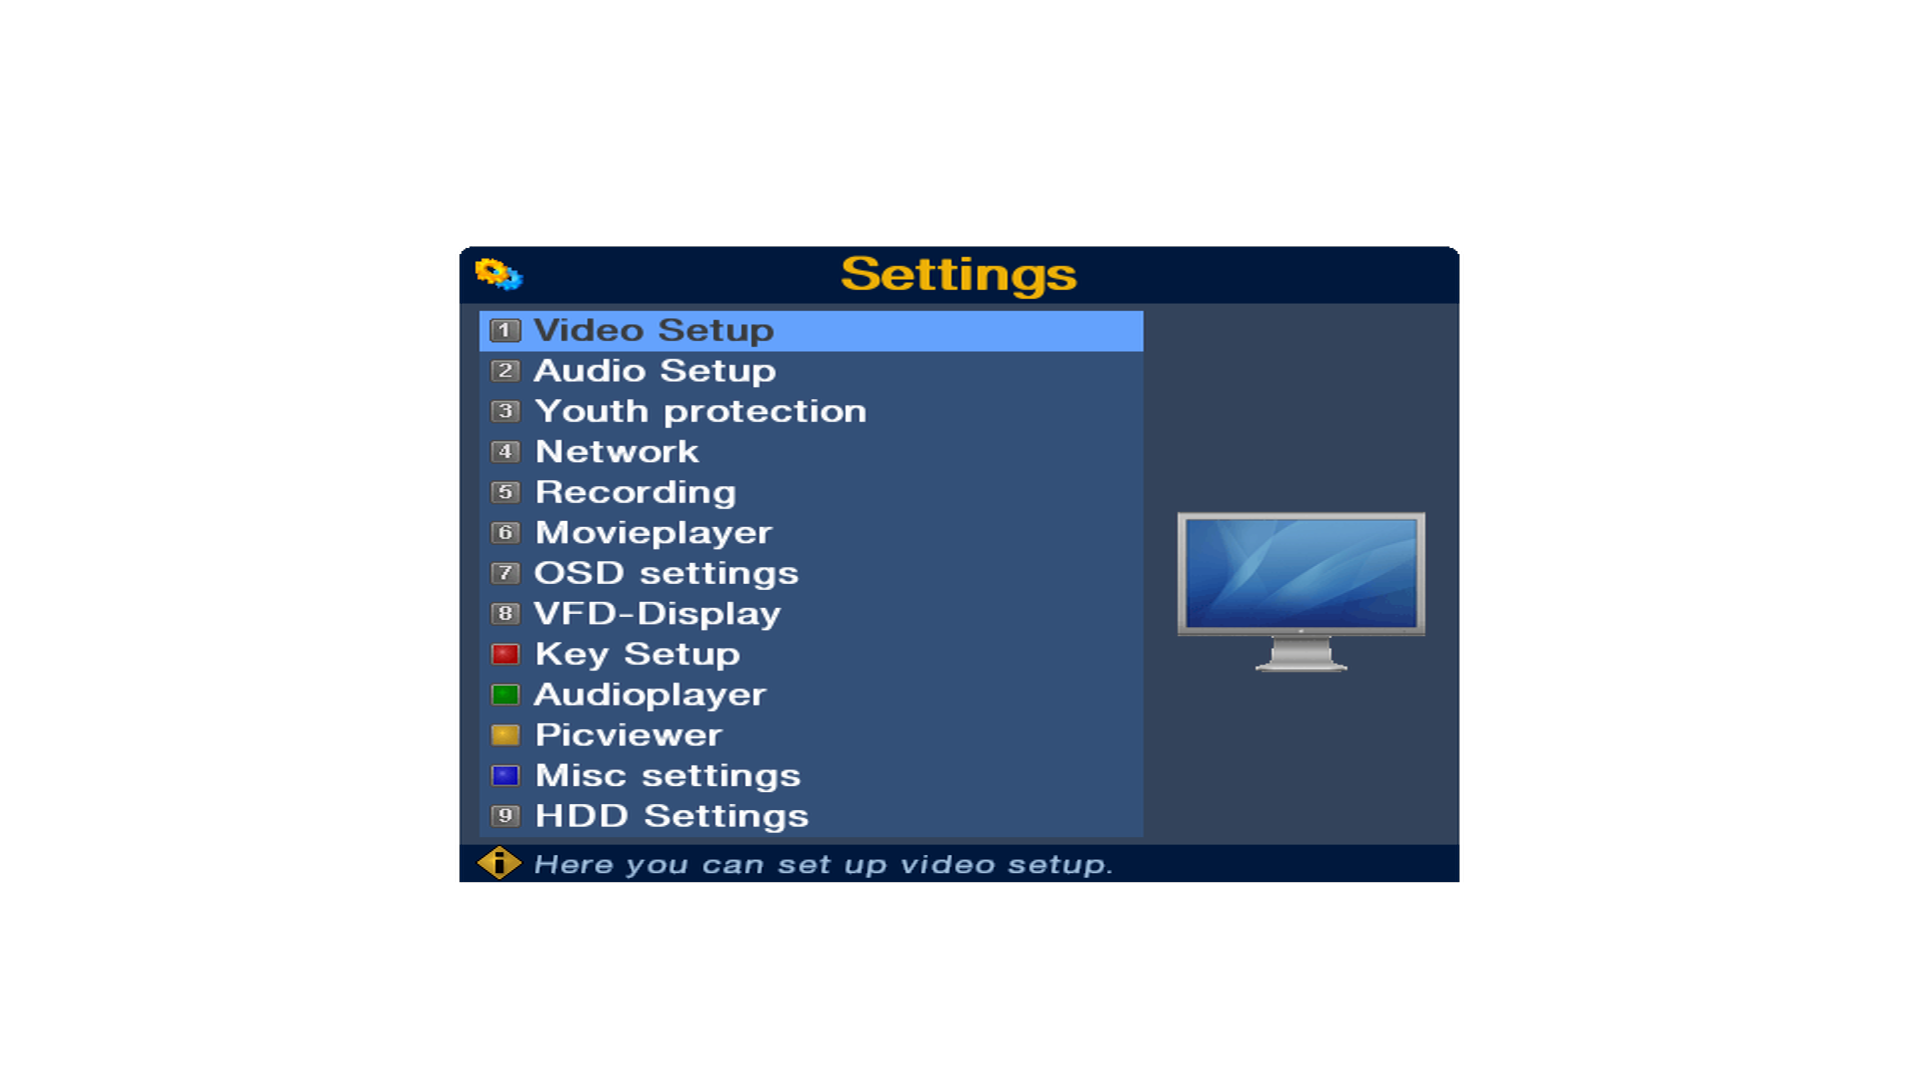 Settings
1 Video Setup
2 Audio Setup
3 Youth protection
4 Network
5 Recording
6 Movieplayer
7 OSD settings
8 VFD-Display
Key Setup
Audioplayer
Picviewer
Misc settings
9 HDD Settings
i Here you can set up video setup.